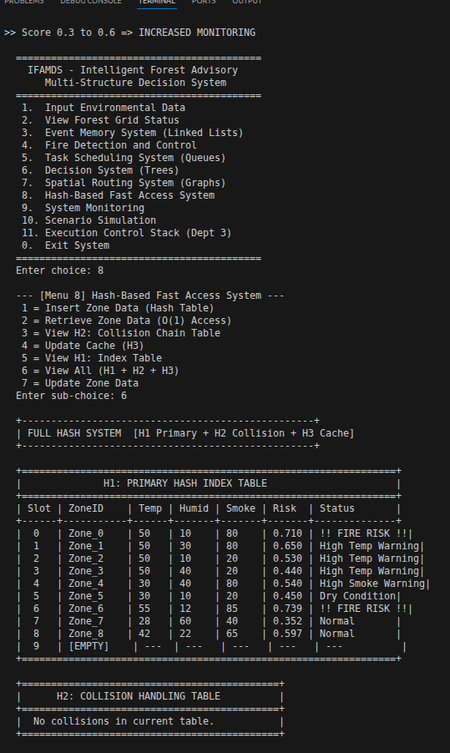 PROBLEMS DEBUG CONSOLE TERMINAL PORTS OUTPUT
>> Score 0.3 to 0.6 => INCREASED MONITORING
==========================================
IFAMDS - Intelligent Forest Advisory
Multi-Structure Decision System
==========================================
1. Input Environmental Data
2. View Forest Grid Status
3. Event Memory System (Linked Lists)
4. Fire Detection and Control
5. Task Scheduling System (Queues)
6. Decision System (Trees)
7. Spatial Routing System (Graphs)
8. Hash-Based Fast Access System
9. System Monitoring
10. Scenario Simulation
11. Execution Control Stack (Dept 3)
0. Exit System
==========================================
Enter choice: 8
--- [Menu 8] Hash-Based Fast Access System ---
1 = Insert Zone Data (Hash Table)
2 = Retrieve Zone Data (O(1) Access)
3 = View H2: Collision Chain Table
4 = Update Cache (H3)
5 = View H1: Index Table
6 = View All (H1 + H2 + H3)
7 = Update Zone Data
Enter sub-choice: 6
+---------------------------------------------------+
| FULL HASH SYSTEM [H1 Primary + H2 Collision + H3 Cache]
+---------------------------------------------------+
+================================================================+
| H1: PRIMARY HASH INDEX TABLE |
+================================================================+
| Slot | ZoneID | Temp | Humid | Smoke | Risk | Status |
+------+-----------+------+-------+-------+-------+--------------+
| 0 | Zone_0 | 50 | 10 | 80 | 0.710 | !! FIRE RISK !!|
| 1 | Zone_1 | 50 | 30 | 80 | 0.650 | High Temp Warning|
| 2 | Zone_2 | 50 | 10 | 20 | 0.530 | High Temp Warning|
| 3 | Zone_3 | 50 | 40 | 20 | 0.440 | High Temp Warning|
| 4 | Zone_4 | 30 | 40 | 80 | 0.540 | High Smoke Warning|
| 5 | Zone_5 | 30 | 10 | 20 | 0.450 | Dry Condition|
| 6 | Zone_6 | 55 | 12 | 85 | 0.739 | !! FIRE RISK !!|
| 7 | Zone_7 | 28 | 60 | 40 | 0.352 | Normal |
| 8 | Zone_8 | 42 | 22 | 65 | 0.597 | Normal |
| 9 | [EMPTY] | --- | --- | --- | --- | --- |
+================================================================+
+============================================+
| H2: COLLISION HANDLING TABLE |
+============================================+
| No collisions in current table. |
+============================================+